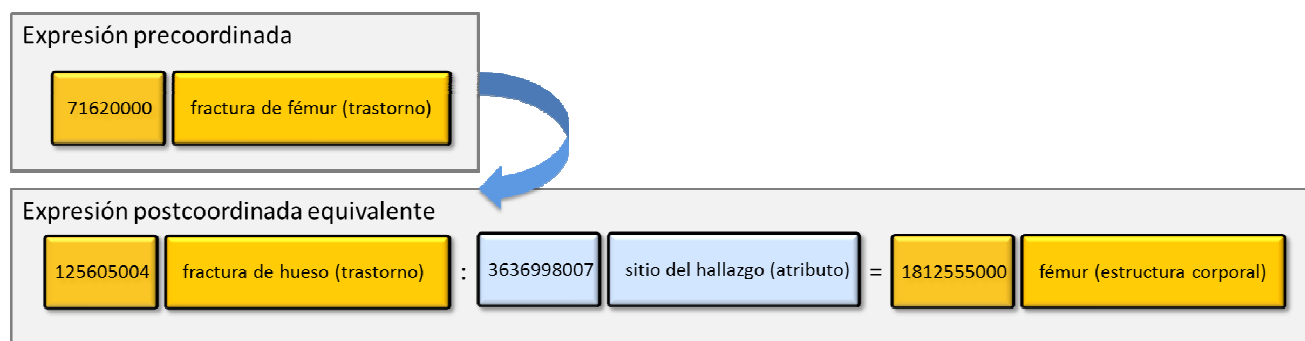 Expresión precoordinada
71620000 fractura de fémur (trastorno)
Expresión postcoordinada equivalente
125605004 fractura de hueso (trastorno) : 3636998007 sitio del hallazgo (atributo) = 1812555000 fémur (estructura corporal)